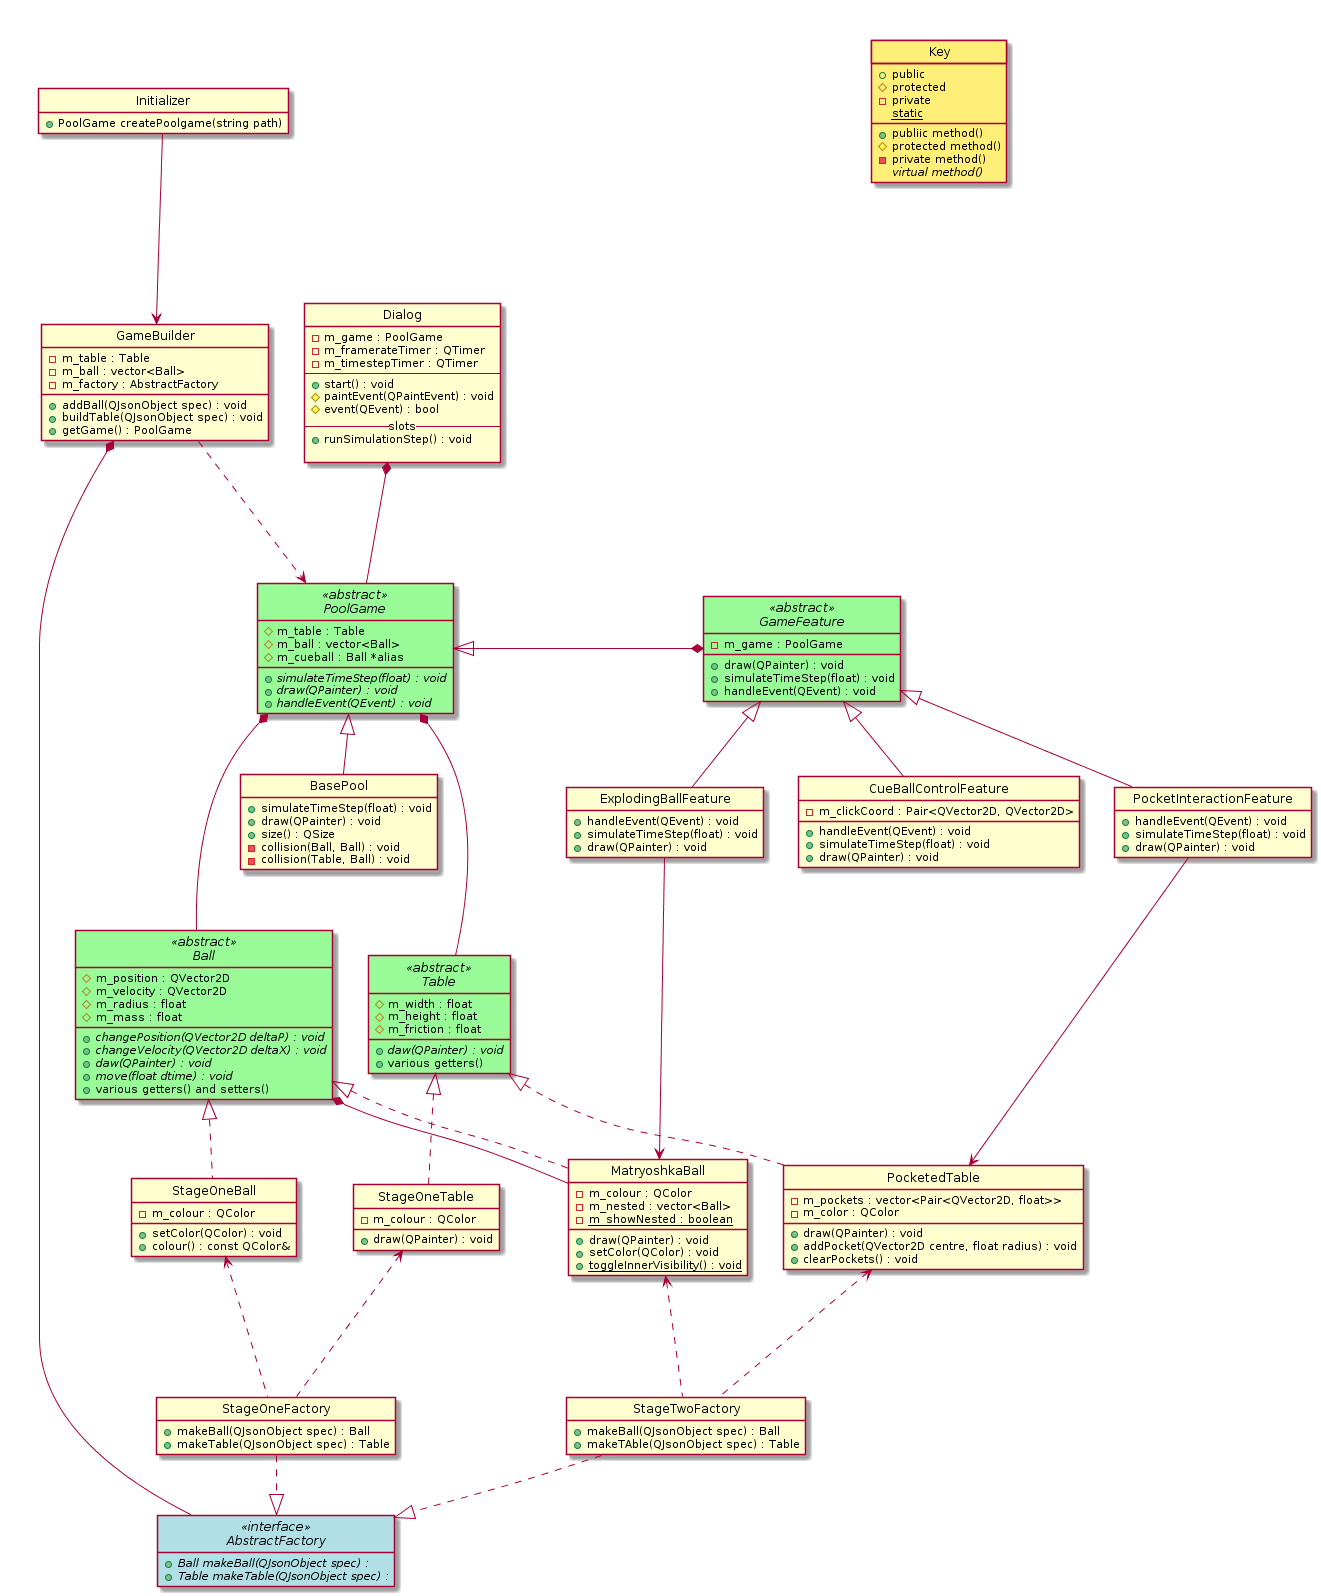 Key
public
protected
private
static
publiic method()
protected method()
private method()
virtual method()
Initializer
PoolGame createPoolgame(string path)
GameBuilder
m_table : Table
m_ball : vector<Ball>
m_factory : AbstractFactory
addBall(QJsonObject spec) : void
buildTable(QJsonObject spec) : void
getGame() : PoolGame
Dialog
m_game : PoolGame
m_framerateTimer : QTimer
m_timestepTimer : QTimer
start() : void
paintEvent(QPaintEvent) : void
event(QEvent) : bool
slots
runSimulationStep() : void
«abstract»
PoolGame
m_table : Table
m_ball : vector<Ball>
m_cueball : Ball *alias
simulateTimeStep(float) : void
draw(QPainter) : void
handleEvent(QEvent) : void
«abstract»
GameFeature
m_game : PoolGame
draw(QPainter) : void
simulateTimeStep(float) : void
handleEvent(QEvent) : void
BasePool
simulateTimeStep(float) : void
draw(QPainter) : void
size() : QSize
collision(Ball, Ball) : void
collision(Table, Ball) : void
ExplodingBallFeature
handleEvent(QEvent) : void
simulateTimeStep(float) : void
draw(QPainter) : void
CueBallControlFeature
m_clickCoord : Pair<QVector2D, QVector2D>
handleEvent(QEvent) : void
simulateTimeStep(float) : void
draw(QPainter) : void
PocketInteractionFeature
handleEvent(QEvent) : void
simulateTimeStep(float) : void
draw(QPainter) : void
«abstract»
Ball
m_position : QVector2D
m_velocity : QVector2D
m_radius : float
m_mass : float
changePosition(QVector2D deltaP) : void
changeVelocity(QVector2D deltaX) : void
daw(QPainter) : void
move(float dtime) : void
various getters() and setters()
«abstract»
Table
m_width : float
m_height : float
m_friction : float
daw(QPainter) : void
various getters()
StageOneBall
m_colour : QColor
setColor(QColor) : void
colour() : const QColor&
StageOneTable
m_colour : QColor
draw(QPainter) : void
MatryoshkaBall
m_colour : QColor
m_nested : vector<Ball>
m_showNested : boolean
draw(QPainter) : void
setColor(QColor) : void
toggleInnerVisibility() : void
PocketedTable
m_pockets : vector<Pair<QVector2D, float>>
m_color : QColor
draw(QPainter) : void
addPocket(QVector2D centre, float radius) : void
clearPockets() : void
StageOneFactory
makeBall(QJsonObject spec) : Ball
makeTable(QJsonObject spec) : Table
StageTwoFactory
makeBall(QJsonObject spec) : Ball
makeTAble(QJsonObject spec) : Table
«interface»
AbstractFactory
Ball makeBall(QJsonObject spec) :
Table makeTable(QJsonObject spec) :